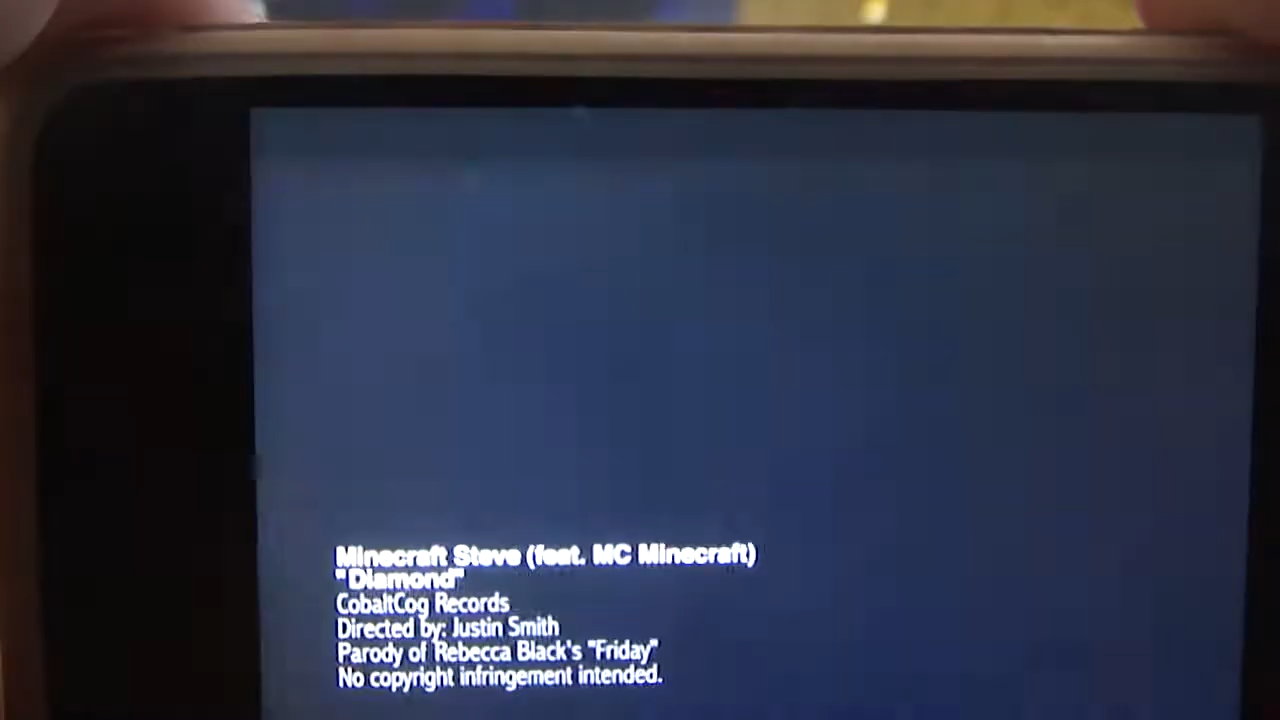 Minecraft Steve (feat. MC Minecraft)
"Diamond"
CobaltCog Records
Directed by: Justin Smith
Parody of Rebecca Black's "Friday"
No copyright infringement intended.